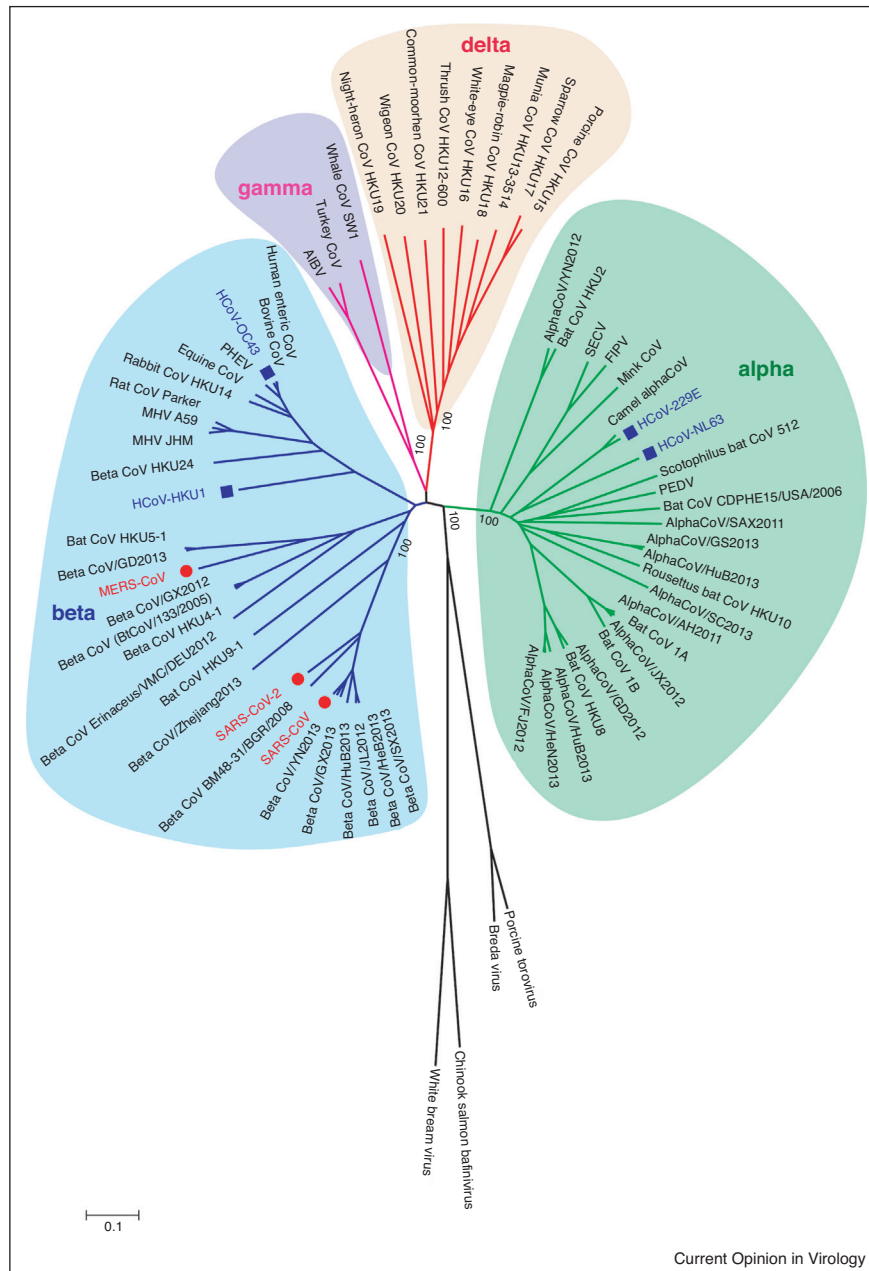 delta
Night-heron CoV HKU19
Wigeon CoV HKU20
Common-moorhen CoV HKU21
Thrush CoV HKU12-600
White-eye CoV HKU16
Magpie-robin CoV HKU18
Munia CoV HKU13-3514
Sparrow CoV HKU17
Porcine CoV HKU15
gamma
Whale CoV SW1
Turkey CoV
AIBV
alpha
AlphaCoV/YN2012
Bat CoV HKU2
SECV
FIPV
Mink CoV
Camel alphaCoV
HCoV-229E
HCoV-NL63
Scotophilus bat CoV 512
PEDV
Bat CoV CDPHE15/USA/2006
AlphaCoV/SAX2011
AlphaCoV/GS2013
AlphaCoV/HuB2013
Rousettus bat CoV HKU10
AlphaCoV/SC2013
AlphaCoV/AH2011
Bat CoV 1A
AlphaCoV/JX2012
Bat CoV 1B
AlphaCoV/GD2012
Bat CoV HKU8
AlphaCoV/HuB2013
AlphaCoV/HeN2013
AlphaCoV/FJ2012
beta
Human enteric CoV
Bovine CoV
HCoV-OC43
PHEV
Equine CoV
Rabbit CoV HKU14
Rat CoV Parker
MHV A59
MHV JHM
Beta CoV HKU24
HCoV-HKU1
Bat CoV HKU5-1
Beta CoV/GD2013
MERS-CoV
Beta CoV/GX2012
Beta CoV (BtCoV/133/2005)
Beta CoV HKU4-1
Beta CoV Erinaceus/VMC/DEU2012
Bat CoV HKU9-1
Beta CoV/Zhejiang2013
SARS-CoV-2
Beta CoV BM48-31/BGR/2008
SARS-CoV
Beta CoV/YN2013
Beta CoV/GX2013
Beta CoV/HuB2013
Beta CoV/JL2012
Beta CoV/HeB2013
Beta CoV/SX2013
100
100
100
100
100
Porcine torovirus
Breda virus
Chinook salmon bafinivirus
White bream virus
0.1
Current Opinion in Virology